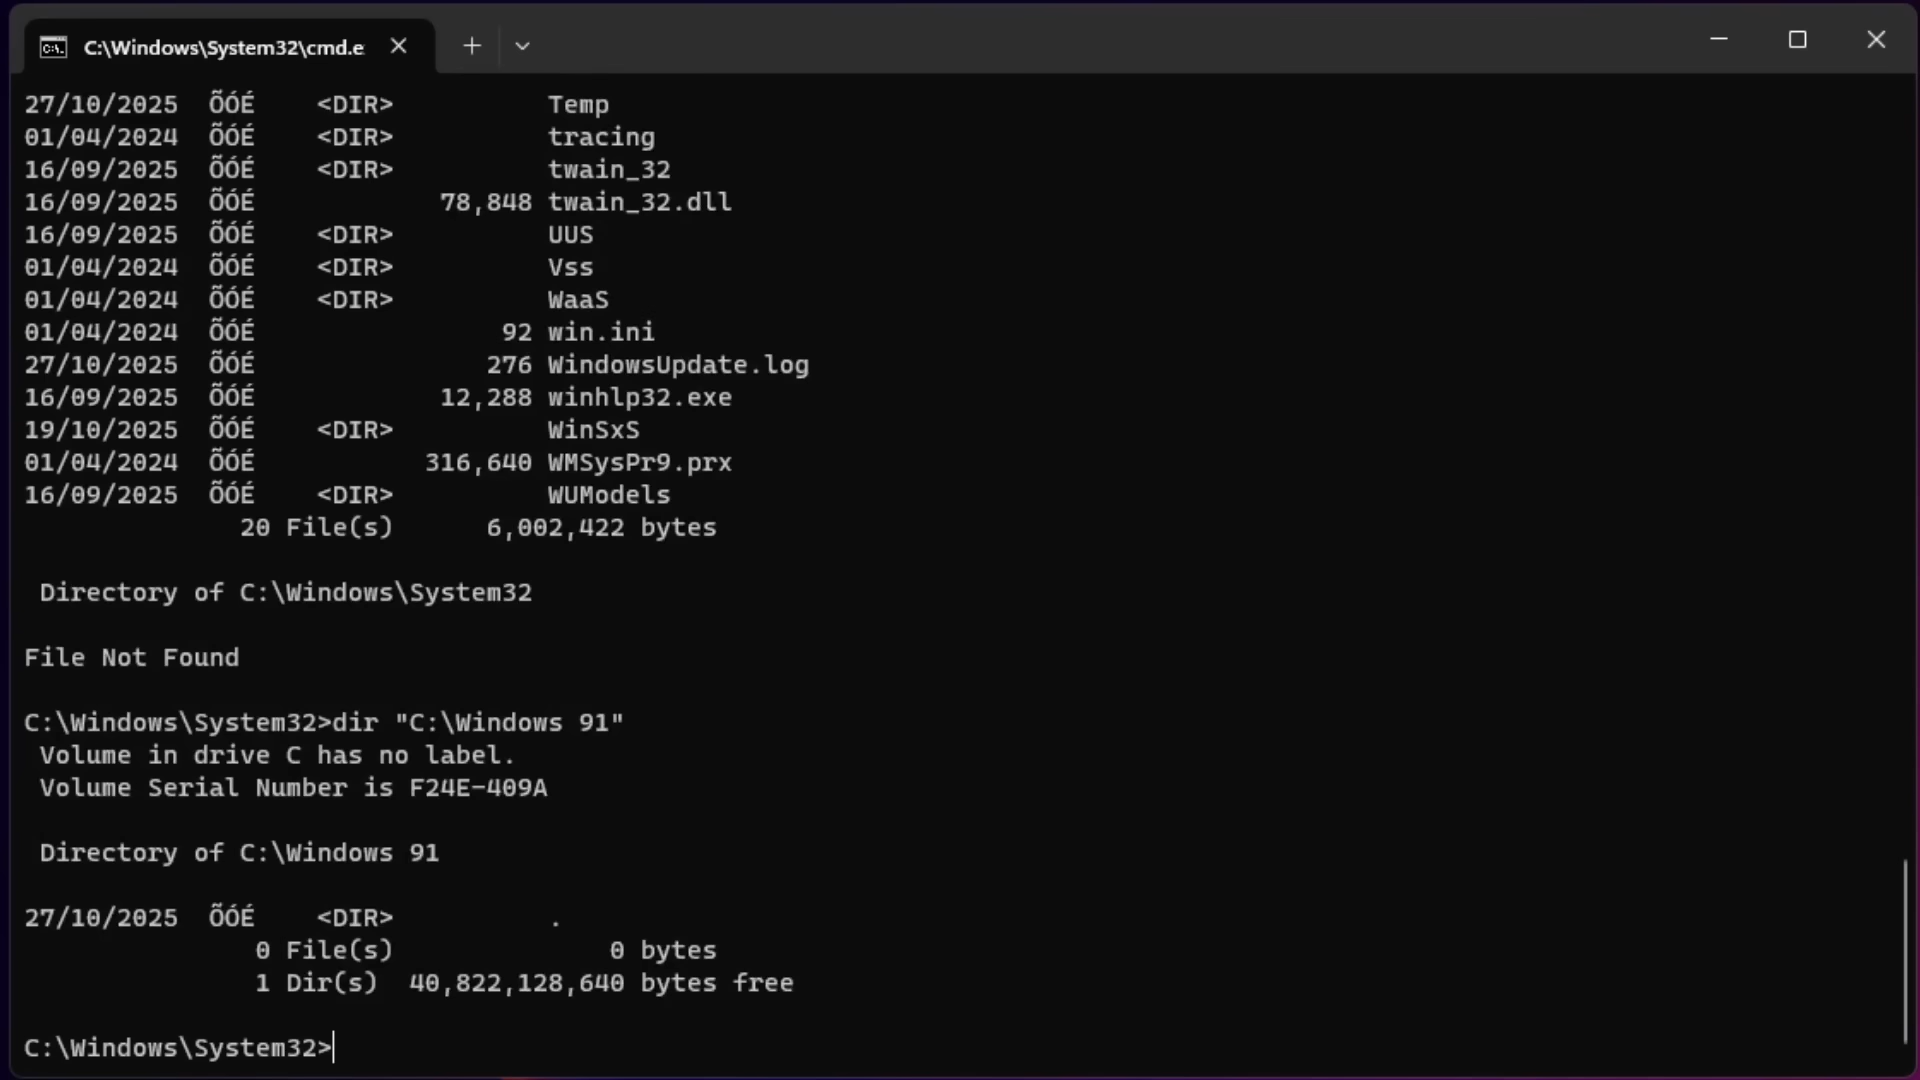 C:\Windows\System32\cmd.e
27/10/2025  ÕÓÉ    <DIR>          Temp
01/04/2024  ÕÓÉ    <DIR>          tracing
16/09/2025  ÕÓÉ    <DIR>          twain_32
16/09/2025  ÕÓÉ            78,848 twain_32.dll
16/09/2025  ÕÓÉ    <DIR>          UUS
01/04/2024  ÕÓÉ    <DIR>          Vss
01/04/2024  ÕÓÉ    <DIR>          WaaS
01/04/2024  ÕÓÉ                92 win.ini
27/10/2025  ÕÓÉ               276 WindowsUpdate.log
16/09/2025  ÕÓÉ            12,288 winhlp32.exe
19/10/2025  ÕÓÉ    <DIR>          WinSxS
01/04/2024  ÕÓÉ           316,640 WMSysPr9.prx
16/09/2025  ÕÓÉ    <DIR>          WUModels
20 File(s)      6,002,422 bytes
Directory of C:\Windows\System32
File Not Found
C:\Windows\System32>dir "C:\Windows 91"
Volume in drive C has no label.
Volume Serial Number is F24E-409A
Directory of C:\Windows 91
27/10/2025  ÕÓÉ    <DIR>          .
0 File(s)              0 bytes
1 Dir(s)  40,822,128,640 bytes free
C:\Windows\System32>